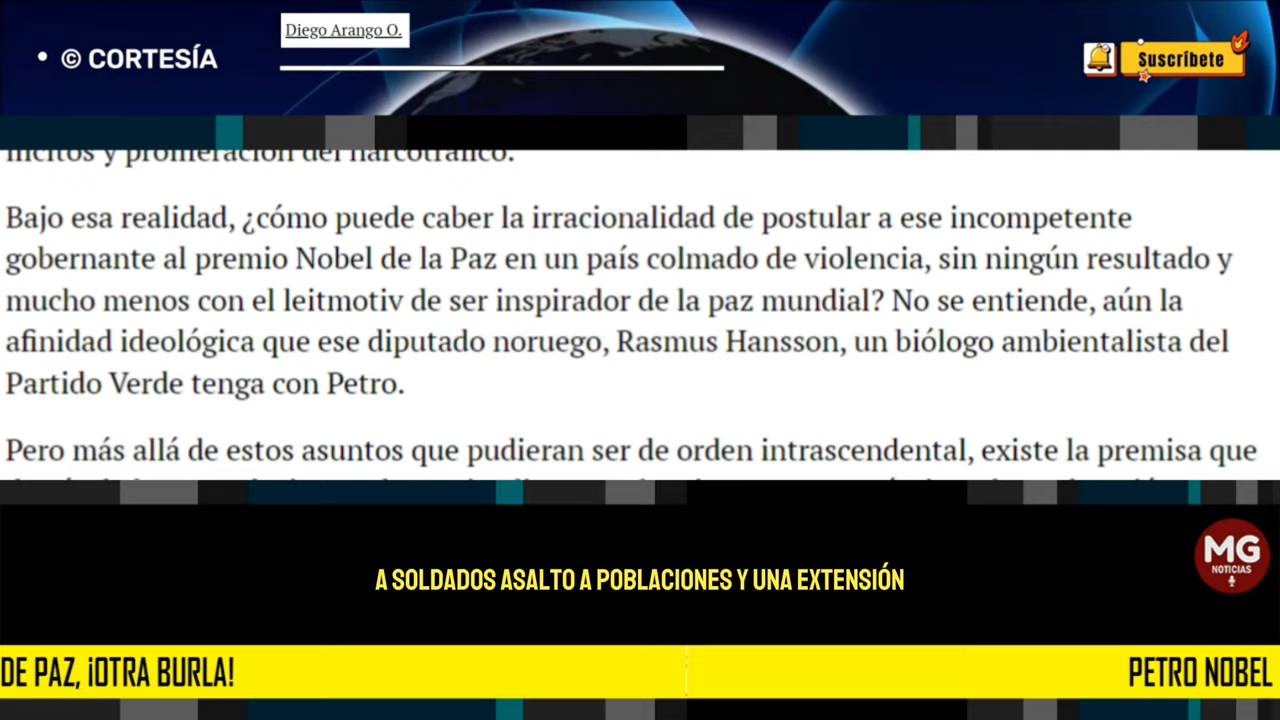 Diego Arango O.
• © CORTESÍA
Suscríbete
ilícitos y proliferación del narcotráfico.
Bajo esa realidad, ¿cómo puede caber la irracionalidad de postular a ese incompetente
gobernante al premio Nobel de la Paz en un país colmado de violencia, sin ningún resultado y
mucho menos con el leitmotiv de ser inspirador de la paz mundial? No se entiende, aún la
afinidad ideológica que ese diputado noruego, Rasmus Hansson, un biólogo ambientalista del
Partido Verde tenga con Petro.
Pero más allá de estos asuntos que pudieran ser de orden intrascendental, existe la premisa que
A SOLDADOS ASALTO A POBLACIONES Y UNA EXTENSIÓN
MG
NOTICIAS
DE PAZ, ¡OTRA BURLA!
PETRO NOBEL